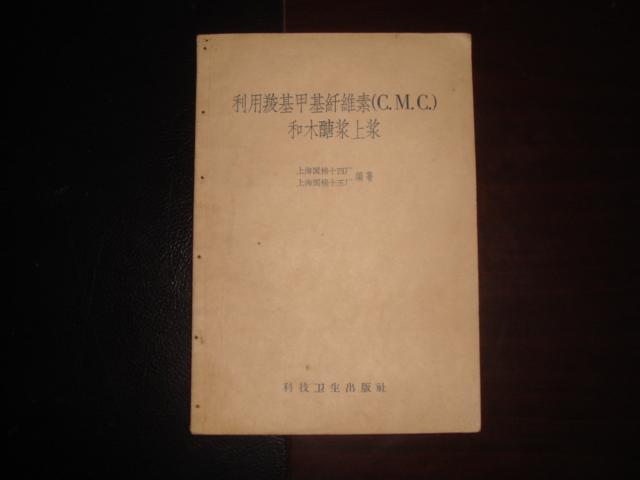 利用羧基甲基紆維素(C.M.C.)
和木醣浆上浆
上海国棉十四厂
上海国棉十五厂
編著
科技卫生出版社